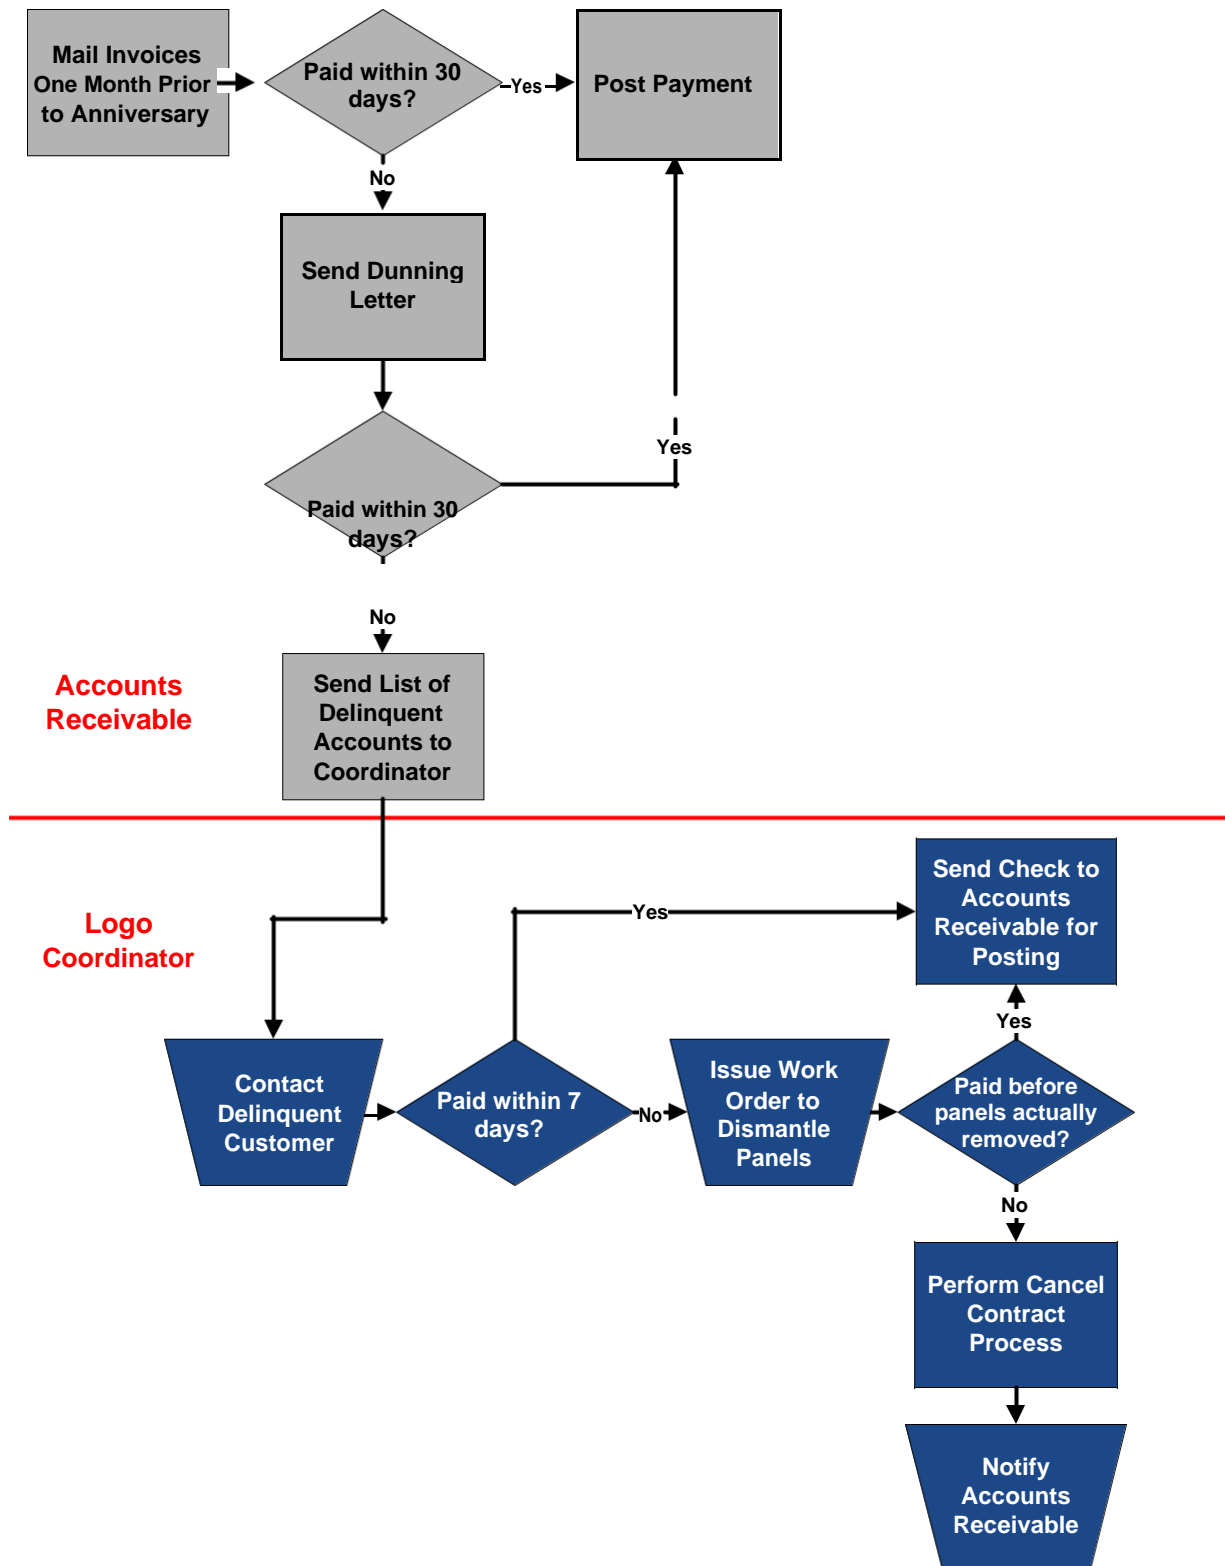 Mail Invoices
One Month Prior
to Anniversary
Paid within 30
days?
Yes
Post Payment
No
Send Dunning
Letter
Yes
Paid within 30
days?
No
Accounts
Receivable
Send List of
Delinquent
Accounts to
Coordinator
Logo
Coordinator
Yes
Send Check to
Accounts
Receivable for
Posting
Yes
Contact
Delinquent
Customer
Paid within 7
days?
No
Issue Work
Order to
Dismantle
Panels
Paid before
panels actually
removed?
No
Perform Cancel
Contract
Process
Notify
Accounts
Receivable